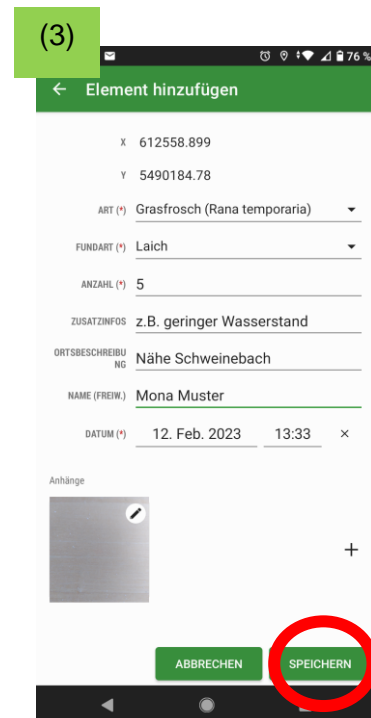 (3)
76 %
← Element hinzufügen
X 612558.899
Y 5490184.78
ART (*) Grasfrosch (Rana temporaria)
FUNDART (*) Laich
ANZAHL (*) 5
ZUSATZINFOS z.B. geringer Wasserstand
ORTSBESCHREIBU
NG Nähe Schweinebach
NAME (FREIW.) Mona Muster
DATUM (*) 12. Feb. 2023 13:33 ×
Anhänge
+
ABBRECHEN SPEICHERN